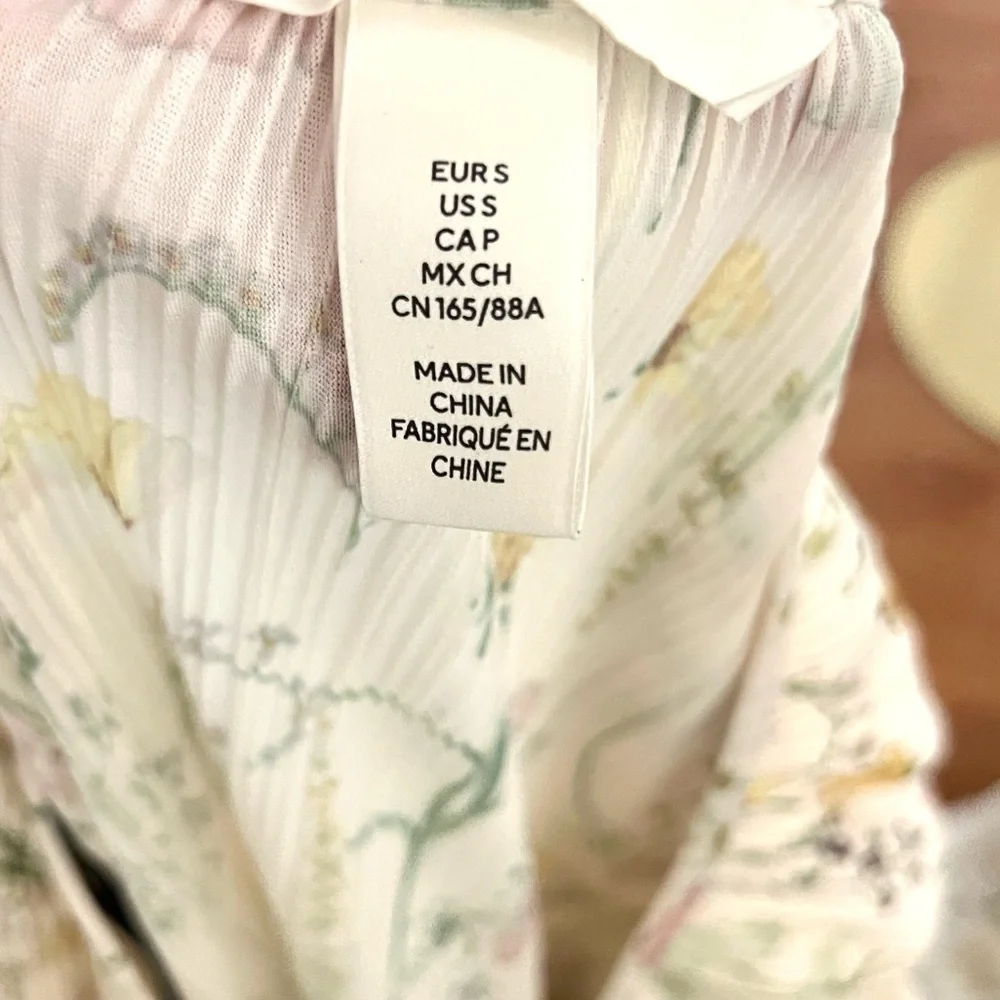 EUR S
US S
CA P
MX CH
CN 165/88A
MADE IN
CHINA
FABRIQUÉ EN
CHINE